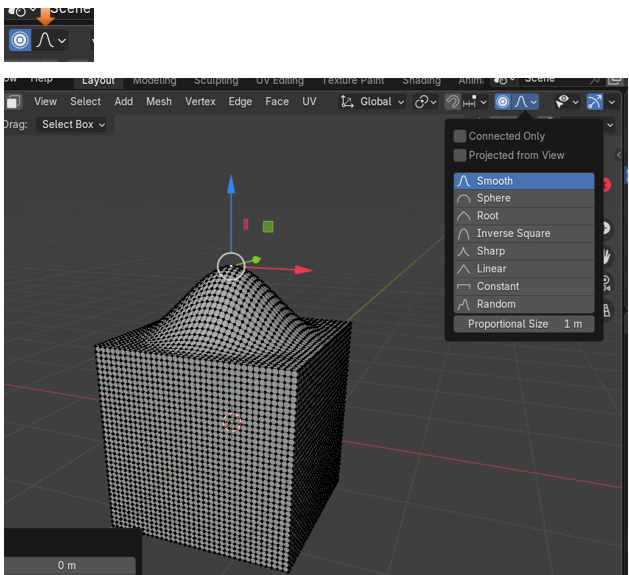 Scene
Help Layout Modeling Sculpting UV Editing Texture Paint Shading Anim Scene
View Select Add Mesh Vertex Edge Face UV Global
Drag: Select Box
Connected Only
Projected from View
Smooth
Sphere
Root
Inverse Square
Sharp
Linear
Constant
Random
Proportional Size 1 m
0 m